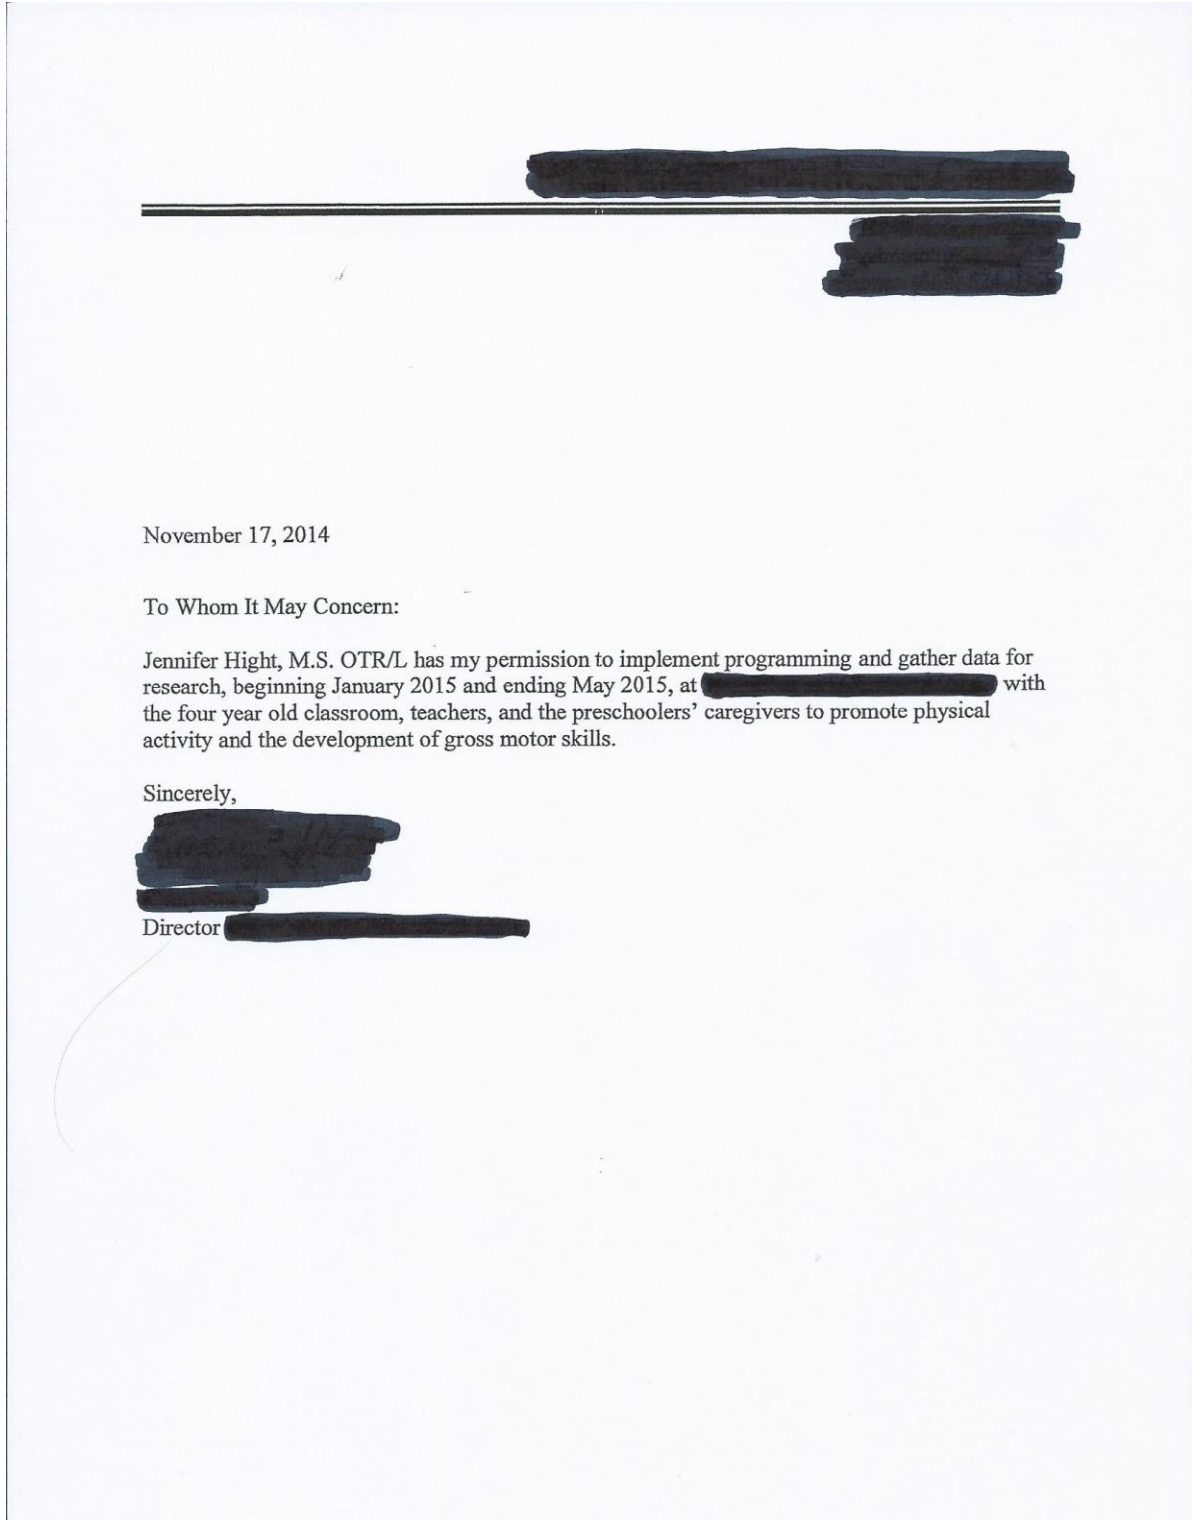 November 17, 2014
To Whom It May Concern:
Jennifer Hight, M.S. OTR/L has my permission to implement programming and gather data for
research, beginning January 2015 and ending May 2015, at with
the four year old classroom, teachers, and the preschoolers’ caregivers to promote physical
activity and the development of gross motor skills.
Sincerely,
Director